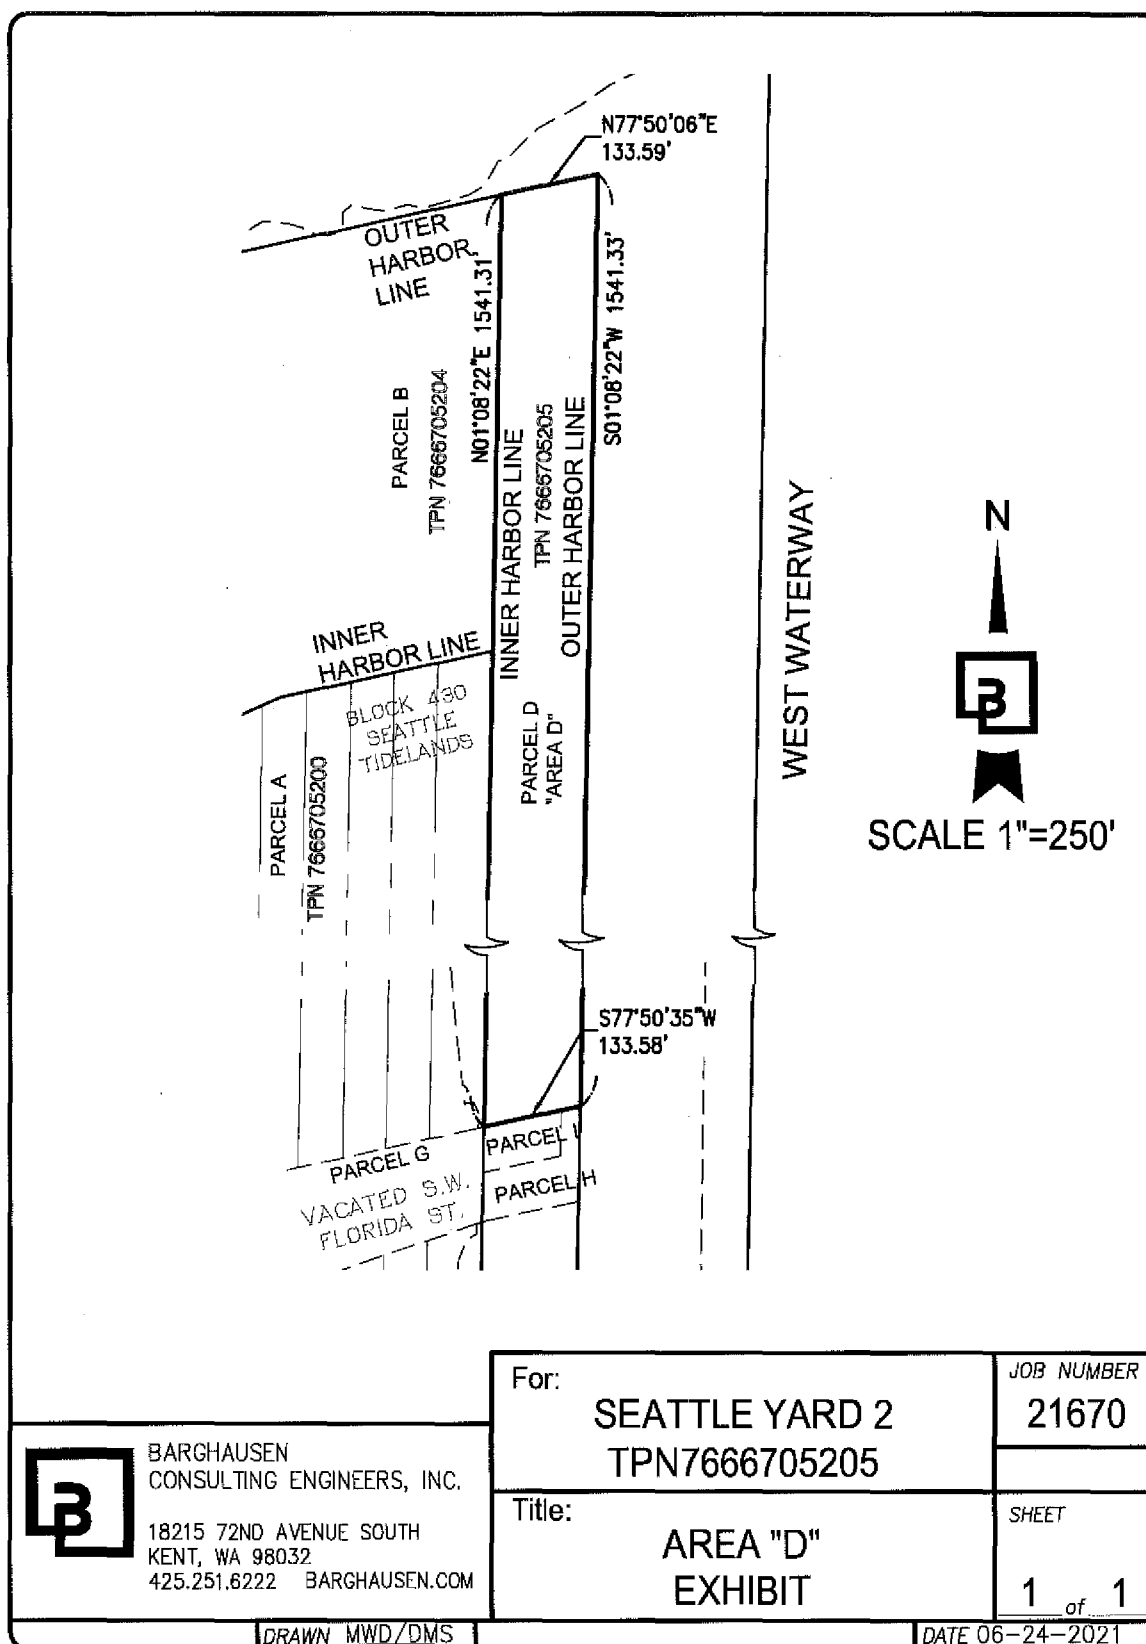 N77°50'06"E
133.59'
OUTER
HARBOR
LINE
N01°08'22"E 1541.31'
S01°08'22"W 1541.33'
PARCEL B
TPN 7666705204
INNER HARBOR LINE
TPN 7666705205
OUTER HARBOR LINE
WEST WATERWAY
N
B
SCALE 1"=250'
INNER
HARBOR LINE
BLOCK 430
SEATTLE
TIDELANDS
PARCEL A
TPN 7666705200
PARCEL D
"AREA D"
S77°50'35"W
133.58'
PARCEL G
PARCEL I
PARCEL H
VACATED S.W.
FLORIDA ST.
For:
SEATTLE YARD 2
TPN7666705205
JOB NUMBER
21670
B
BARGHAUSEN
CONSULTING ENGINEERS, INC.
18215 72ND AVENUE SOUTH
KENT, WA 98032
425.251.6222 BARGHAUSEN.COM
Title:
AREA "D"
EXHIBIT
SHEET
1 of 1
DRAWN MWD/DMS
DATE 06-24-2021